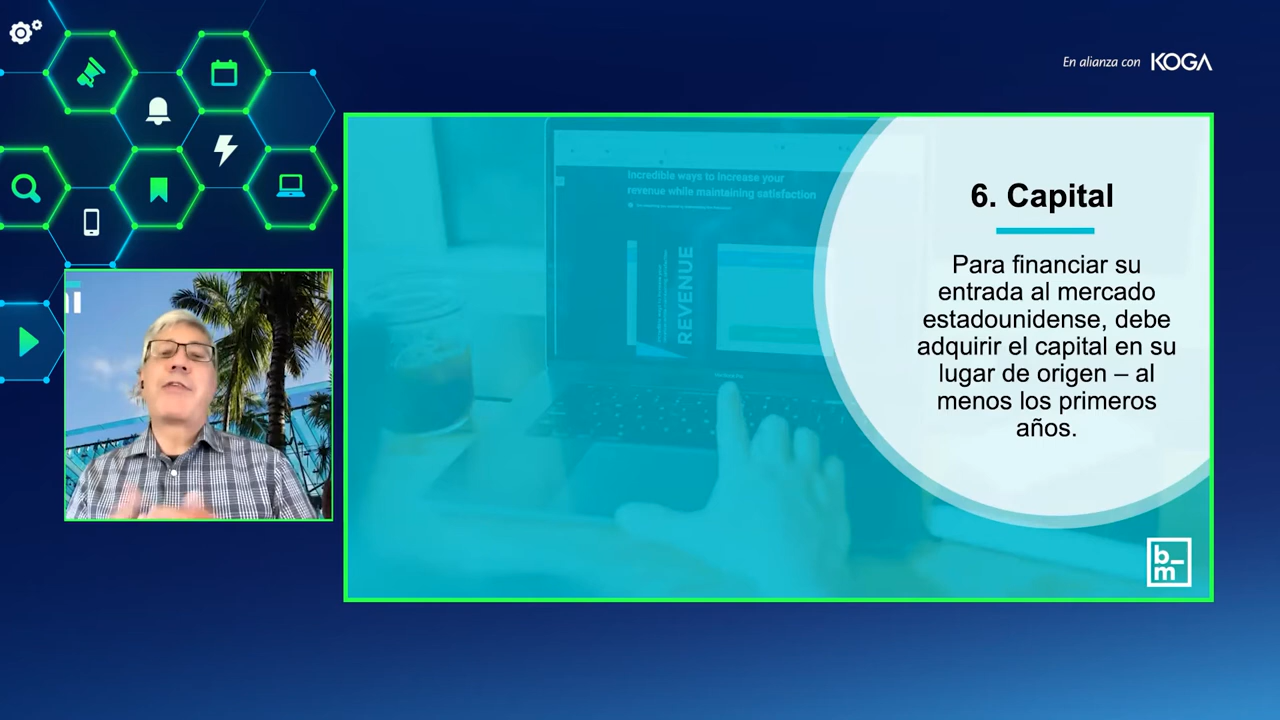 En alianza con KOGA
Incredible ways to increase your
revenue while maintaining satisfaction
REVENUE
6. Capital
Para financiar su
entrada al mercado
estadounidense, debe
adquirir el capital en su
lugar de origen – al
menos los primeros
años.
b_
m